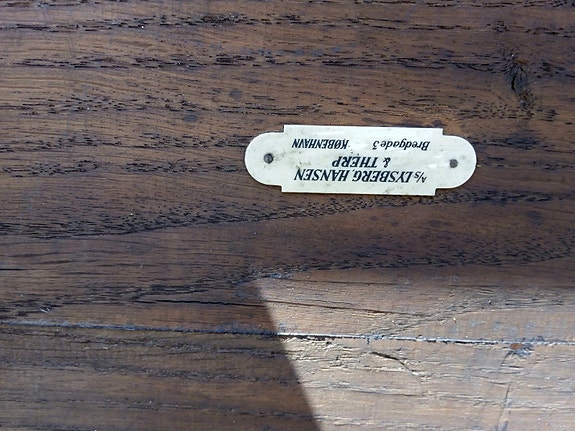 A/S LYSBERG, HANSEN
& THERP
Bredgade 3 KØBENHAVN